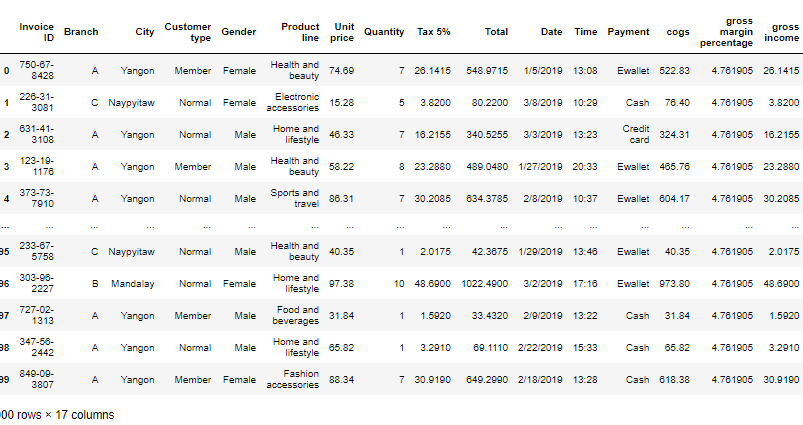 Invoice ID Branch City Customer type Gender Product line Unit price Quantity Tax 5% Total Date Time Payment cogs gross margin percentage gross income
0 750-67-8428 A Yangon Member Female Health and beauty 74.69 7 26.1415 548.9715 1/5/2019 13:08 Ewallet 522.83 4.761905 26.1415
1 226-31-3081 C Naypyitaw Normal Female Electronic accessories 15.28 5 3.8200 80.2200 3/8/2019 10:29 Cash 76.40 4.761905 3.8200
2 631-41-3108 A Yangon Normal Male Home and lifestyle 46.33 7 16.2155 340.5255 3/3/2019 13:23 Credit card 324.31 4.761905 16.2155
3 123-19-1176 A Yangon Member Male Health and beauty 58.22 8 23.2880 489.0480 1/27/2019 20:33 Ewallet 465.76 4.761905 23.2880
4 373-73-7910 A Yangon Normal Male Sports and travel 86.31 7 30.2085 634.3785 2/8/2019 10:37 Ewallet 604.17 4.761905 30.2085
... ... ... ... ... ... ... ... ... ... ... ... ... ... ... ... ... ...
95 233-67-5758 C Naypyitaw Normal Male Health and beauty 40.35 1 2.0175 42.3675 1/29/2019 13:46 Ewallet 40.35 4.761905 2.0175
96 303-96-2227 B Mandalay Normal Female Home and lifestyle 97.38 10 48.6900 1022.4900 3/2/2019 17:16 Ewallet 973.80 4.761905 48.6900
97 727-02-1313 A Yangon Member Male Food and beverages 31.84 1 1.5920 33.4320 2/9/2019 13:22 Cash 31.84 4.761905 1.5920
98 347-56-2442 A Yangon Normal Male Home and lifestyle 65.82 1 3.2910 69.1110 2/22/2019 15:33 Cash 65.82 4.761905 3.2910
99 849-09-3807 A Yangon Member Female Fashion accessories 88.34 7 30.9190 649.2990 2/18/2019 13:28 Cash 618.38 4.761905 30.9190
00 rows × 17 columns